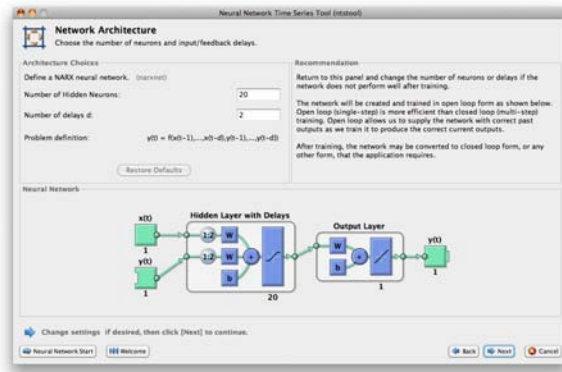 Neural Network Time Series Tool (ntstool)
Network Architecture
Choose the number of neurons and input/feedback delays.
Architecture Choices
Define a NARX neural network. (narxnet)
Number of Hidden Neurons: 20
Number of delays d: 2
Problem definition: y(t) = f(x(t-1),...,x(t-d),y(t-1),...,y(t-d))
Restore Defaults
Recommendation
Return to this panel and change the number of neurons or delays if the
network does not perform well after training.
The network will be created and trained in open loop form as shown below.
Open loop (single-step) is more efficient than closed loop (multi-step)
training. Open loop allows us to supply the network with correct past
outputs as we train it to produce the correct current outputs.
After training, the network may be converted to closed loop form, or any
other form, that the application requires.
Neural Network
Hidden Layer with Delays
Output Layer
x(t)
1
y(t)
1
1:2
W
1:2
W
b
+
20
W
b
+
1
y(t)
1
Change settings if desired, then click [Next] to continue.
Neural Network Start
Welcome
Back
Next
Cancel